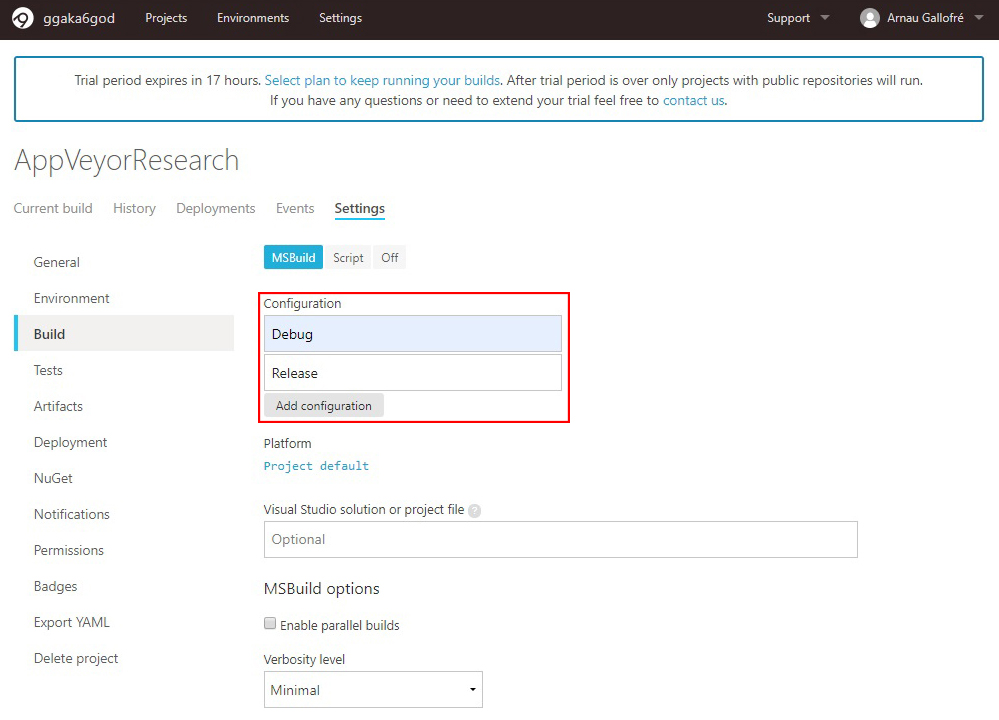 ggaka6god Projects Environments Settings Support Arnau Gallofré
Trial period expires in 17 hours. Select plan to keep running your builds. After trial period is over only projects with public repositories will run.
If you have any questions or need to extend your trial feel free to contact us.
AppVeyorResearch
Current build History Deployments Events Settings
General
Environment
Build
Tests
Artifacts
Deployment
NuGet
Notifications
Permissions
Badges
Export YAML
Delete project
MSBuild Script Off
Configuration
Debug
Release
Add configuration
Platform
Project default
Visual Studio solution or project file ?
Optional
MSBuild options
Enable parallel builds
Verbosity level
Minimal